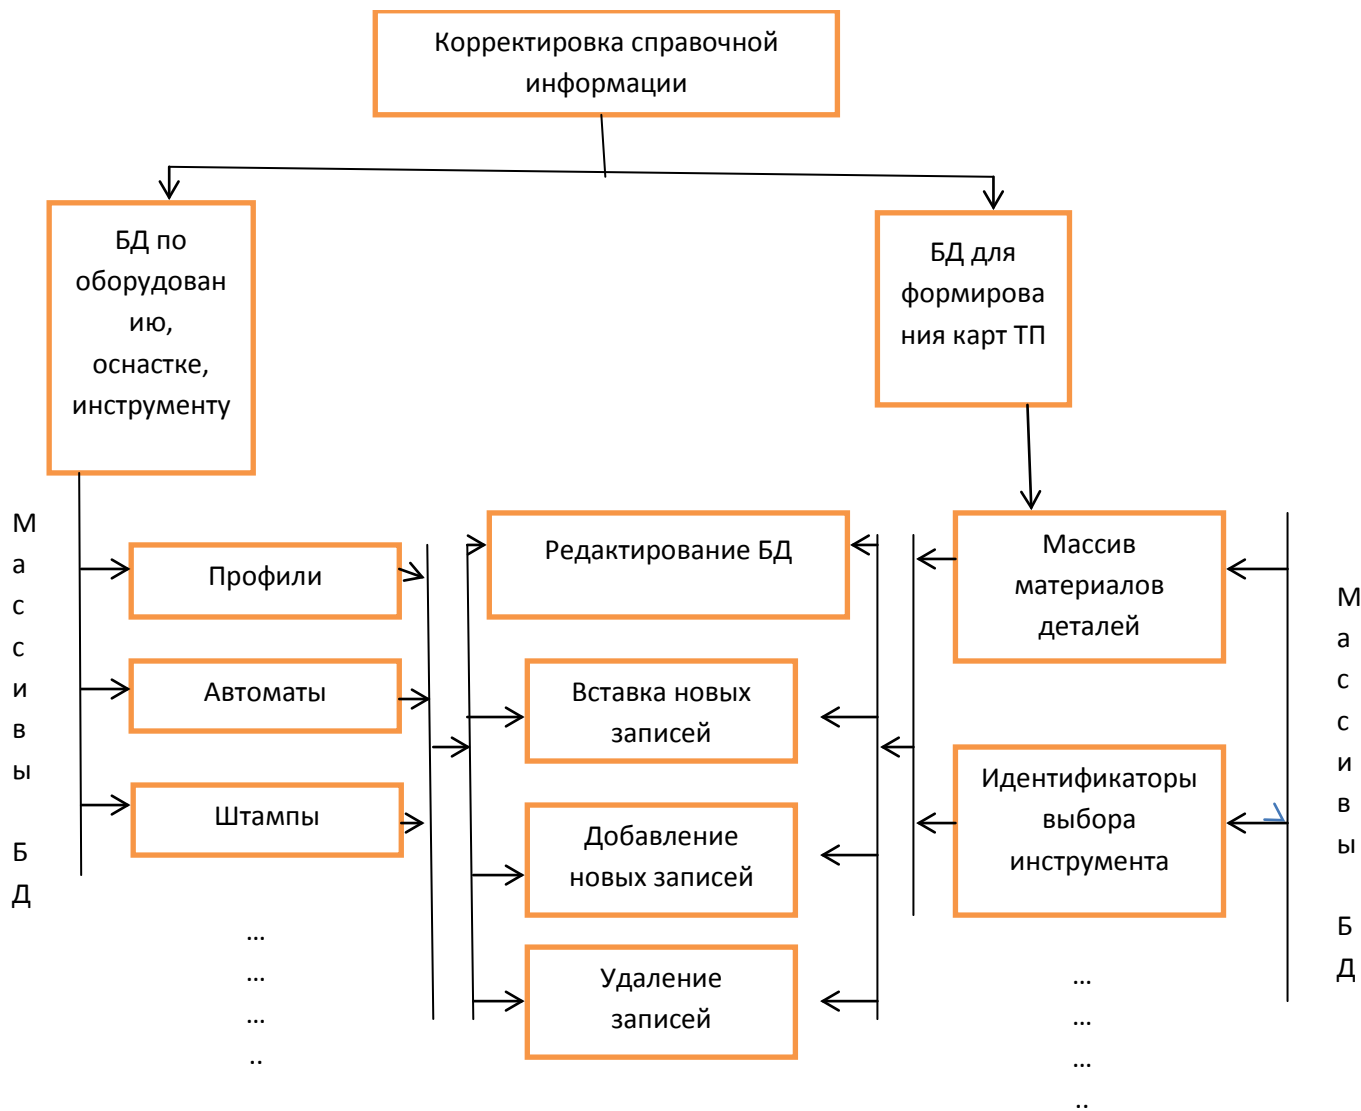 Корректировка справочной
информации
БД по
оборудован
ию,
оснастке,
инструменту
БД для
формирова
ния карт ТП
М
а
с
с
и
в
ы
Б
Д
Профили
Автоматы
Штампы
...
...
...
..
Редактирование БД
Вставка новых
записей
Добавление
новых записей
Удаление
записей
Массив
материалов
деталей
Идентификаторы
выбора
инструмента
...
...
...
..
М
а
с
с
и
в
ы
Б
Д